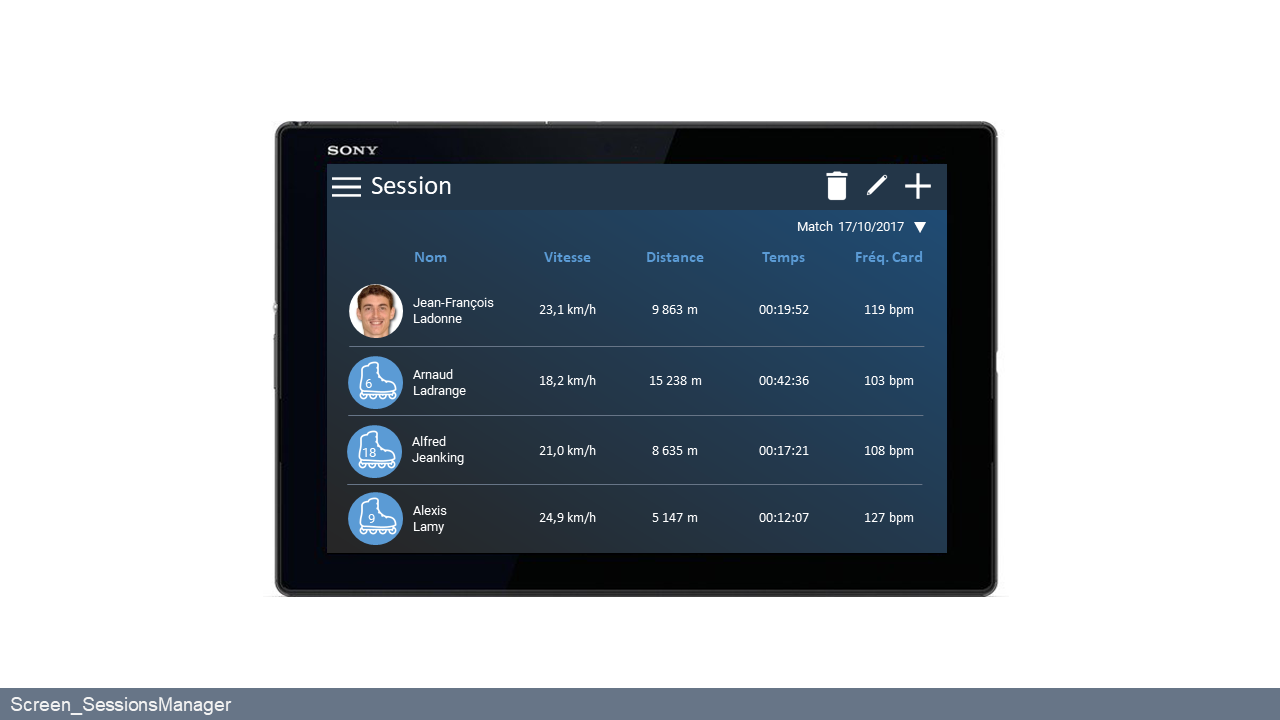 SONY
Session
Match 17/10/2017
Nom Vitesse Distance Temps Fréq. Card
Jean-François
Ladonne
23,1 km/h 9 863 m 00:19:52 119 bpm
6
Arnaud
Ladrange
18,2 km/h 15 238 m 00:42:36 103 bpm
18
Alfred
Jeanking
21,0 km/h 8 635 m 00:17:21 108 bpm
9
Alexis
Lamy
24,9 km/h 5 147 m 00:12:07 127 bpm
Screen_SessionsManager